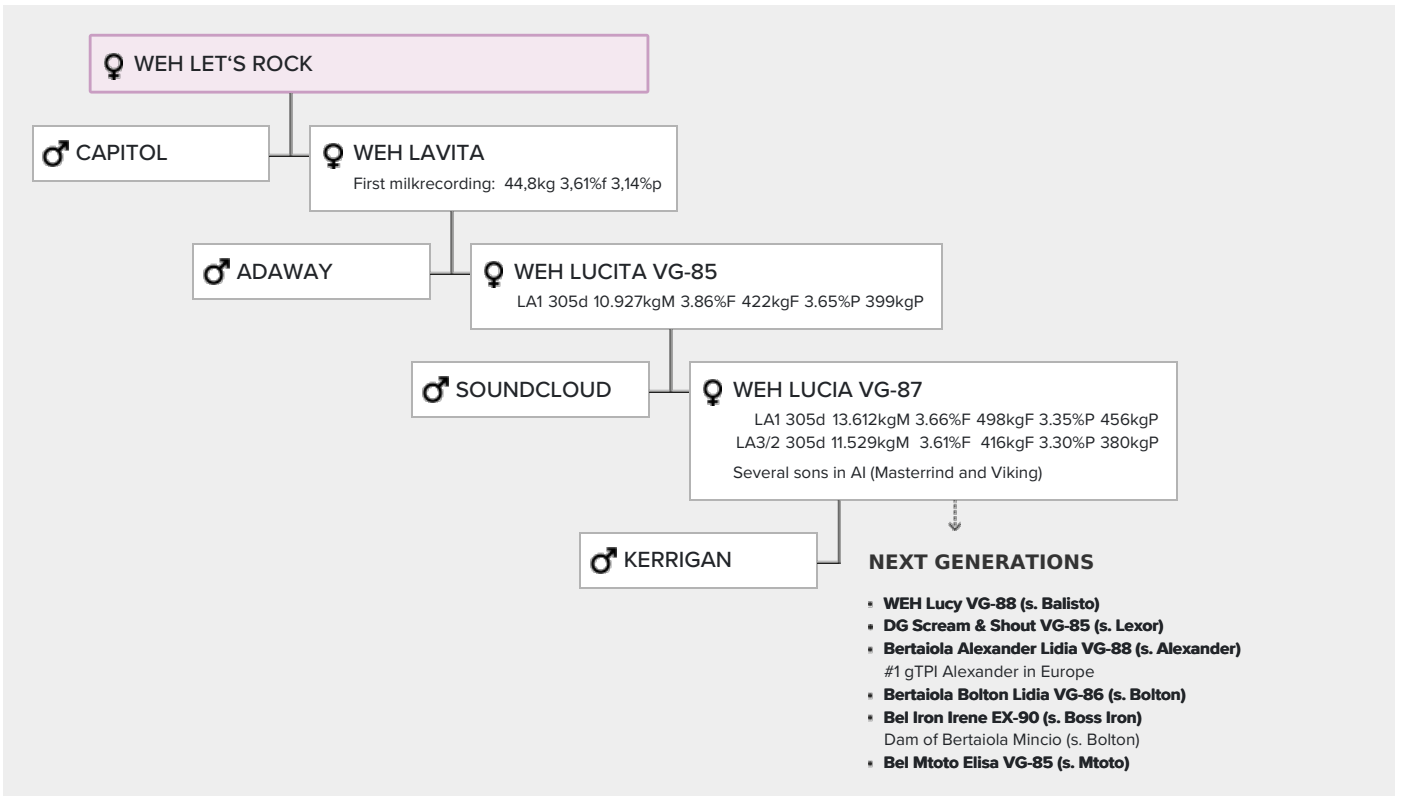 WEH LET‘S ROCK
CAPITOL
WEH LAVITA
First milkrecording: 44,8kg 3,61%f 3,14%p
ADAWAY
WEH LUCITA VG-85
LA1 305d 10.927kgM 3.86%F 422kgF 3.65%P 399kgP
SOUNDCLOUD
WEH LUCIA VG-87
LA1 305d 13.612kgM 3.66%F 498kgF 3.35%P 456kgP
LA3/2 305d 11.529kgM 3.61%F 416kgF 3.30%P 380kgP
Several sons in AI (Masterrind and Viking)
KERRIGAN
NEXT GENERATIONS
WEH Lucy VG-88 (s. Balisto)
DG Scream & Shout VG-85 (s. Lexor)
Bertaiola Alexander Lidia VG-88 (s. Alexander)
#1 gTPI Alexander in Europe
Bertaiola Bolton Lidia VG-86 (s. Bolton)
Bel Iron Irene EX-90 (s. Boss Iron)
Dam of Bertaiola Mincio (s. Bolton)
Bel Mtoto Elisa VG-85 (s. Mtoto)